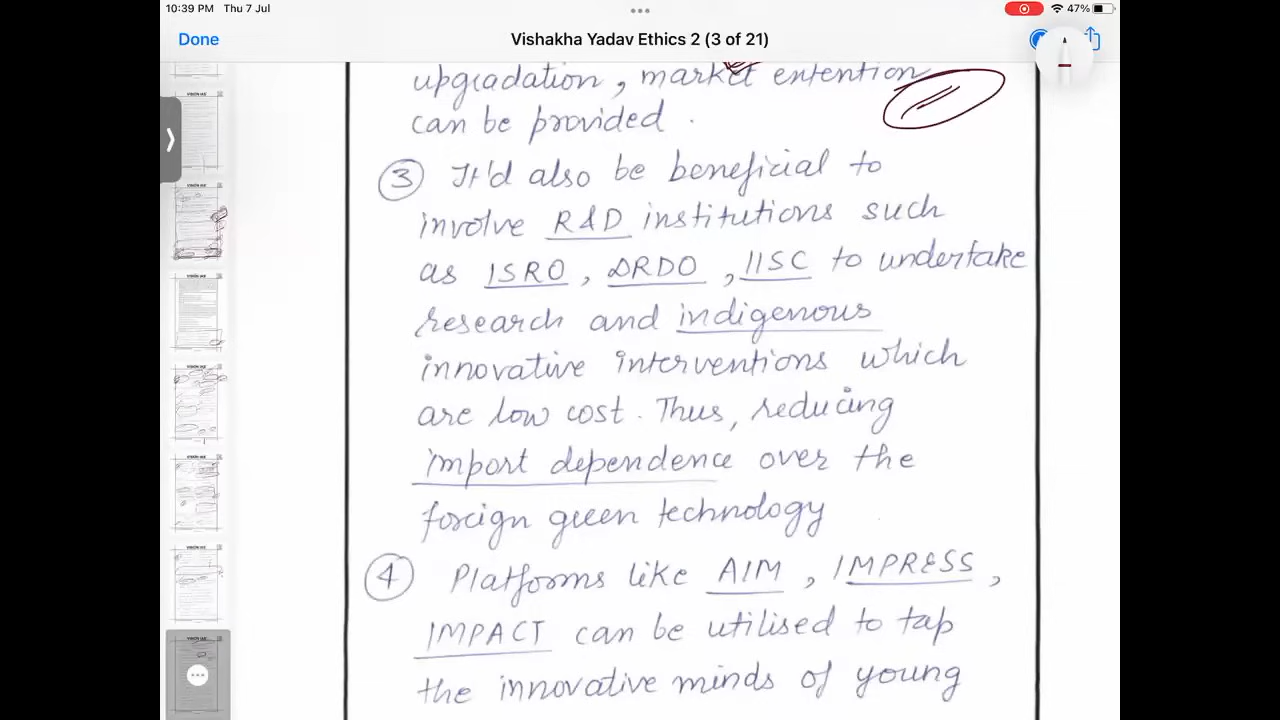 10:39 PM Thu 7 Jul
47%
Done
Vishakha Yadav Ethics 2 (3 of 21)
upgradation, market entention
can be provided.
3 It'd also be beneficial to
involve R&D institutions such
as ISRO, DRDO, IISC to undertake
research and indigenous
innovative interventions which
are low cost. Thus, reducing
import dependence over the
foreign green technology
4 Platforms like AIM, IMPRESS,
IMPACT can be utilised to tap
the innovative minds of young